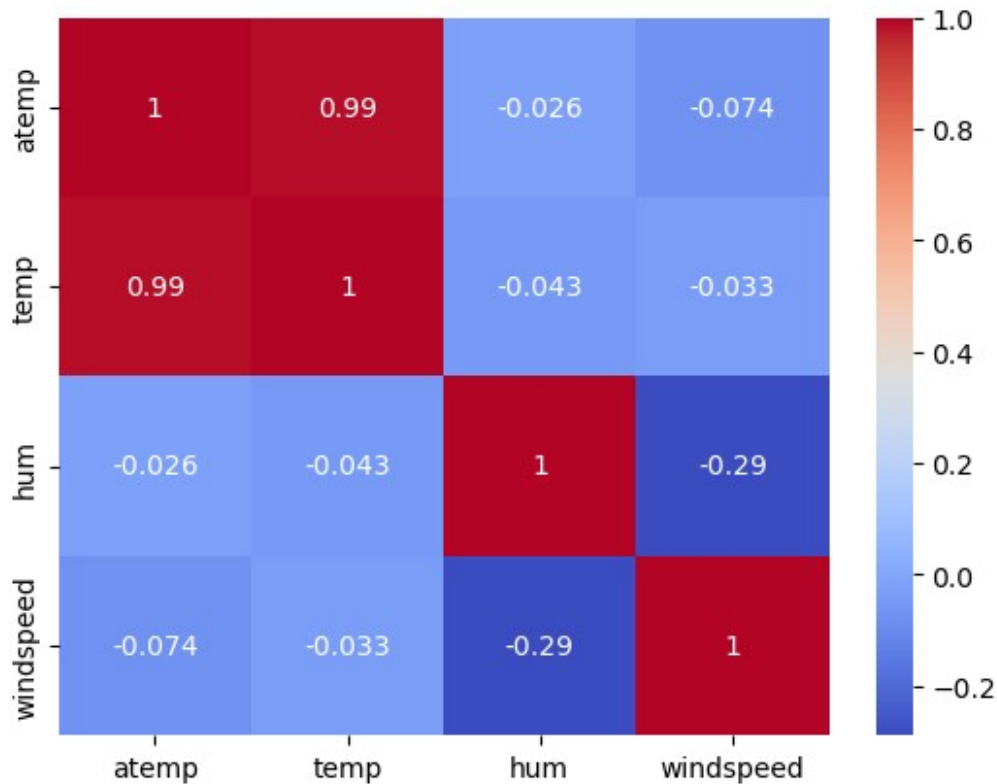 1.0
atemp 1 0.99 -0.026 -0.074
0.8
temp 0.99 1 -0.043 -0.033
0.6
0.4
hum -0.026 -0.043 1 -0.29
0.2
0.0
windspeed -0.074 -0.033 -0.29 1
−0.2
atemp temp hum windspeed